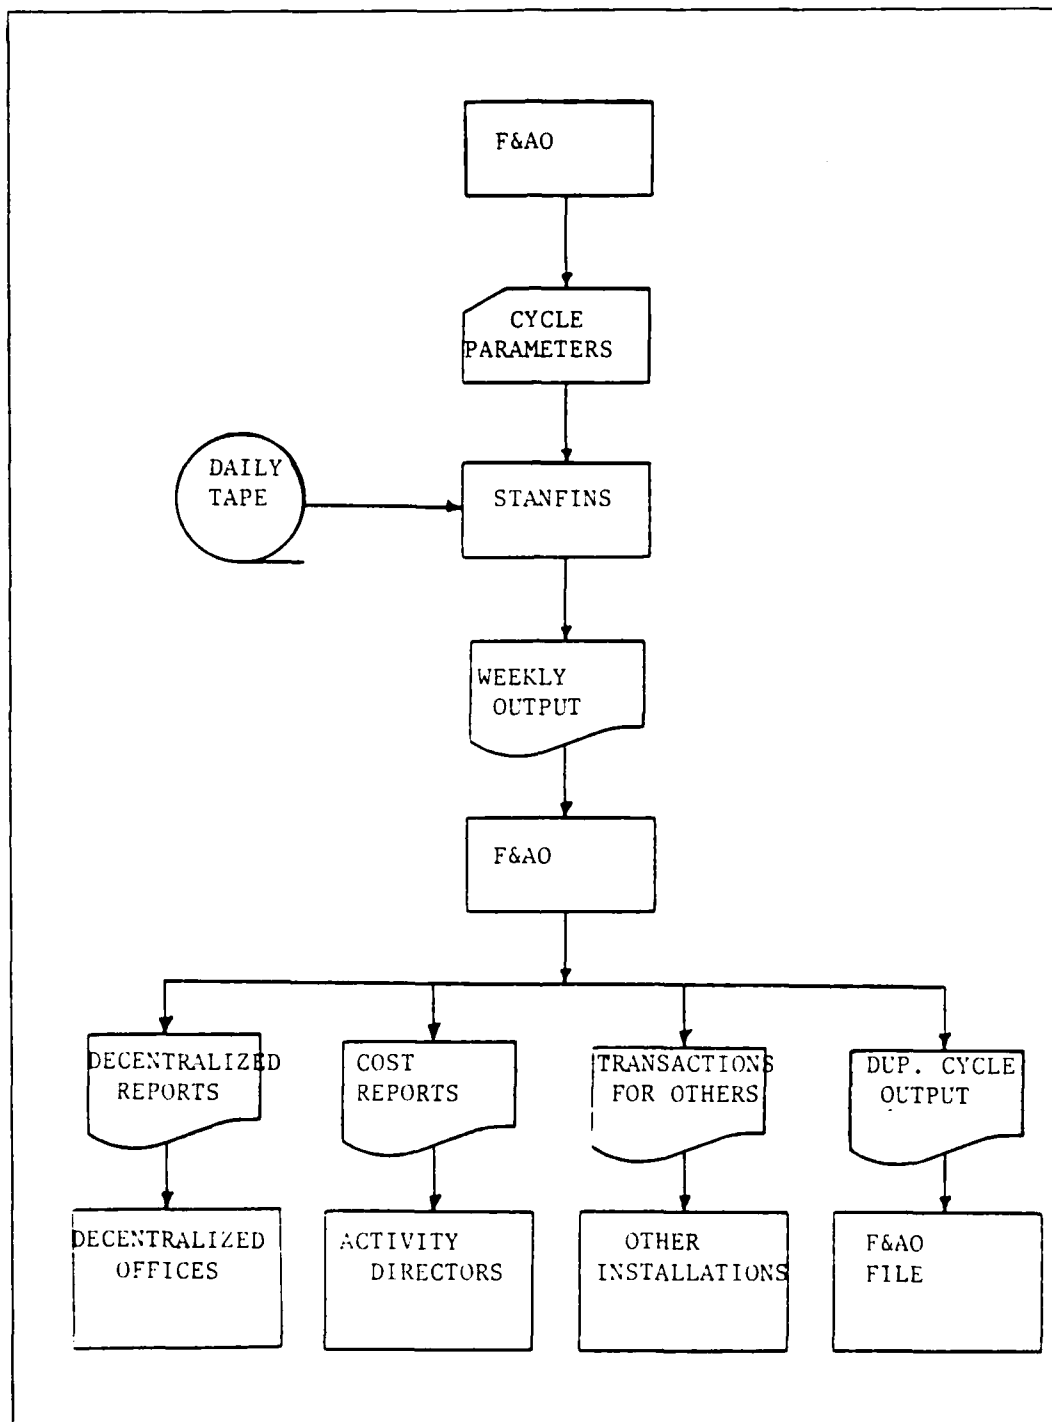 F&AO
CYCLE
PARAMETERS
DAILY
TAPE
STANFINS
WEEKLY
OUTPUT
F&AO
DECENTRALIZED
REPORTS
COST
REPORTS
TRANSACTIONS
FOR OTHERS
DUP. CYCLE
OUTPUT
DECENTRALIZED
OFFICES
ACTIVITY
DIRECTORS
OTHER
INSTALLATIONS
F&AO
FILE